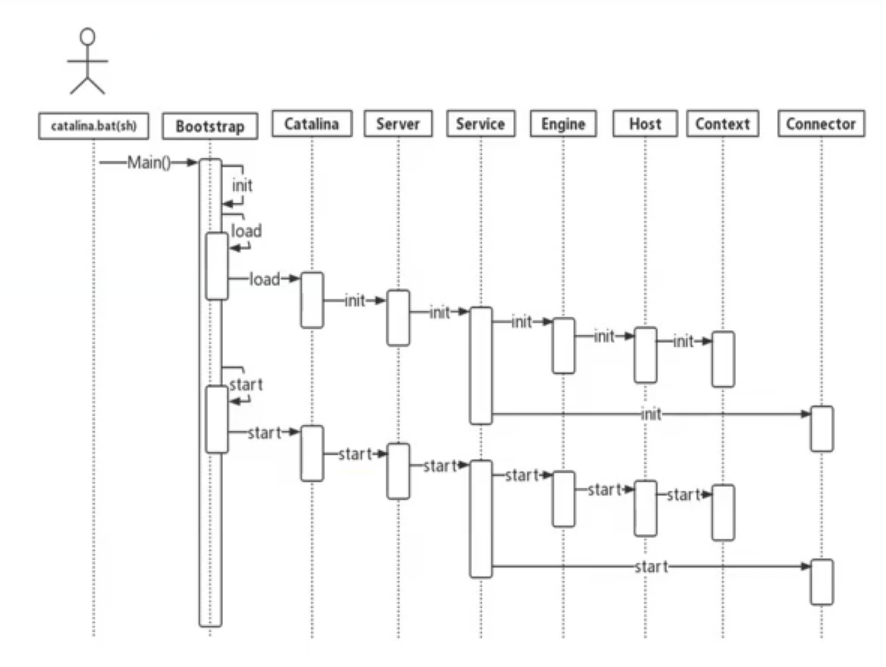 catalina.bat(sh)
Bootstrap
Catalina
Server
Service
Engine
Host
Context
Connector
Main()
init
load
load
init
init
init
init
init
init
start
start
start
start
start
start
start
start